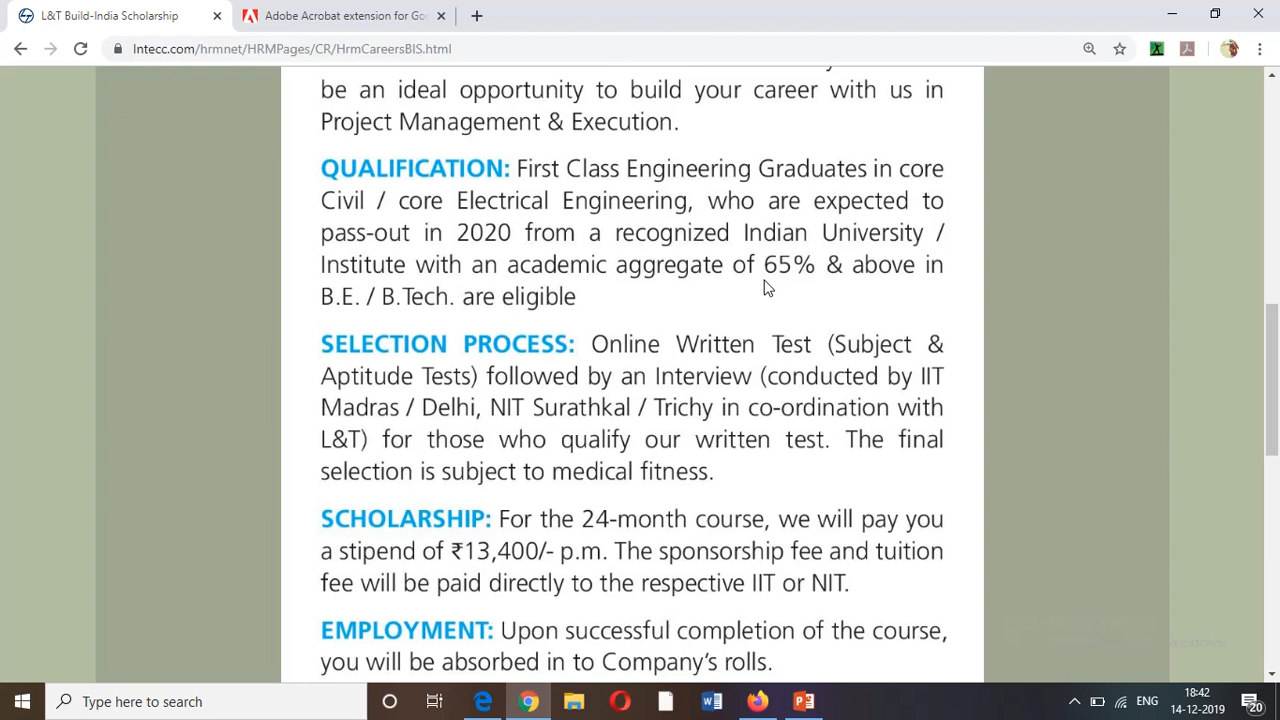 L&T Build-India Scholarship
Adobe Acrobat extension for Goo
lntecc.com/hrmnet/HRMPages/CR/HrmCareersBIS.html
be an ideal opportunity to build your career with us in
Project Management & Execution.
QUALIFICATION: First Class Engineering Graduates in core
Civil / core Electrical Engineering, who are expected to
pass-out in 2020 from a recognized Indian University /
Institute with an academic aggregate of 65% & above in
B.E. / B.Tech. are eligible
SELECTION PROCESS: Online Written Test (Subject &
Aptitude Tests) followed by an Interview (conducted by IIT
Madras / Delhi, NIT Surathkal / Trichy in co-ordination with
L&T) for those who qualify our written test. The final
selection is subject to medical fitness.
SCHOLARSHIP: For the 24-month course, we will pay you
a stipend of ₹13,400/- p.m. The sponsorship fee and tuition
fee will be paid directly to the respective IIT or NIT.
EMPLOYMENT: Upon successful completion of the course,
you will be absorbed in to Company's rolls.
Type here to search
ENG
18:42
14-12-2019
20